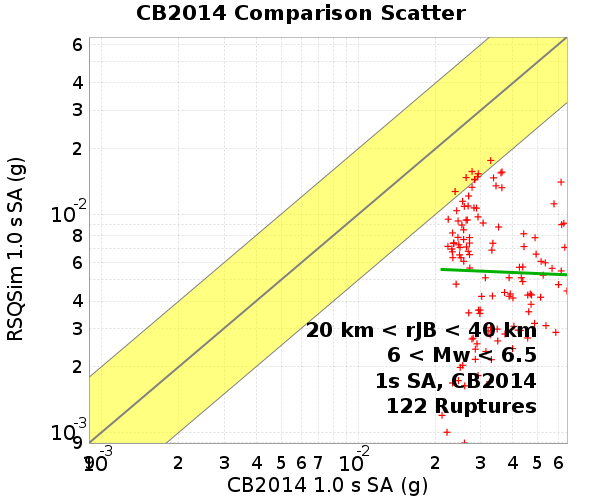 CB2014 Comparison Scatter
RSQSim 1.0 s SA (g)
6
4
3
2
10-2
8
6
4
3
2
10-3
9
20 km < rJB < 40 km
6 < Mw < 6.5
1s SA, CB2014
122 Ruptures
9 10-3 2 3 4 5 6 7 10-2 2 3 4 5 6
CB2014 1.0 s SA (g)